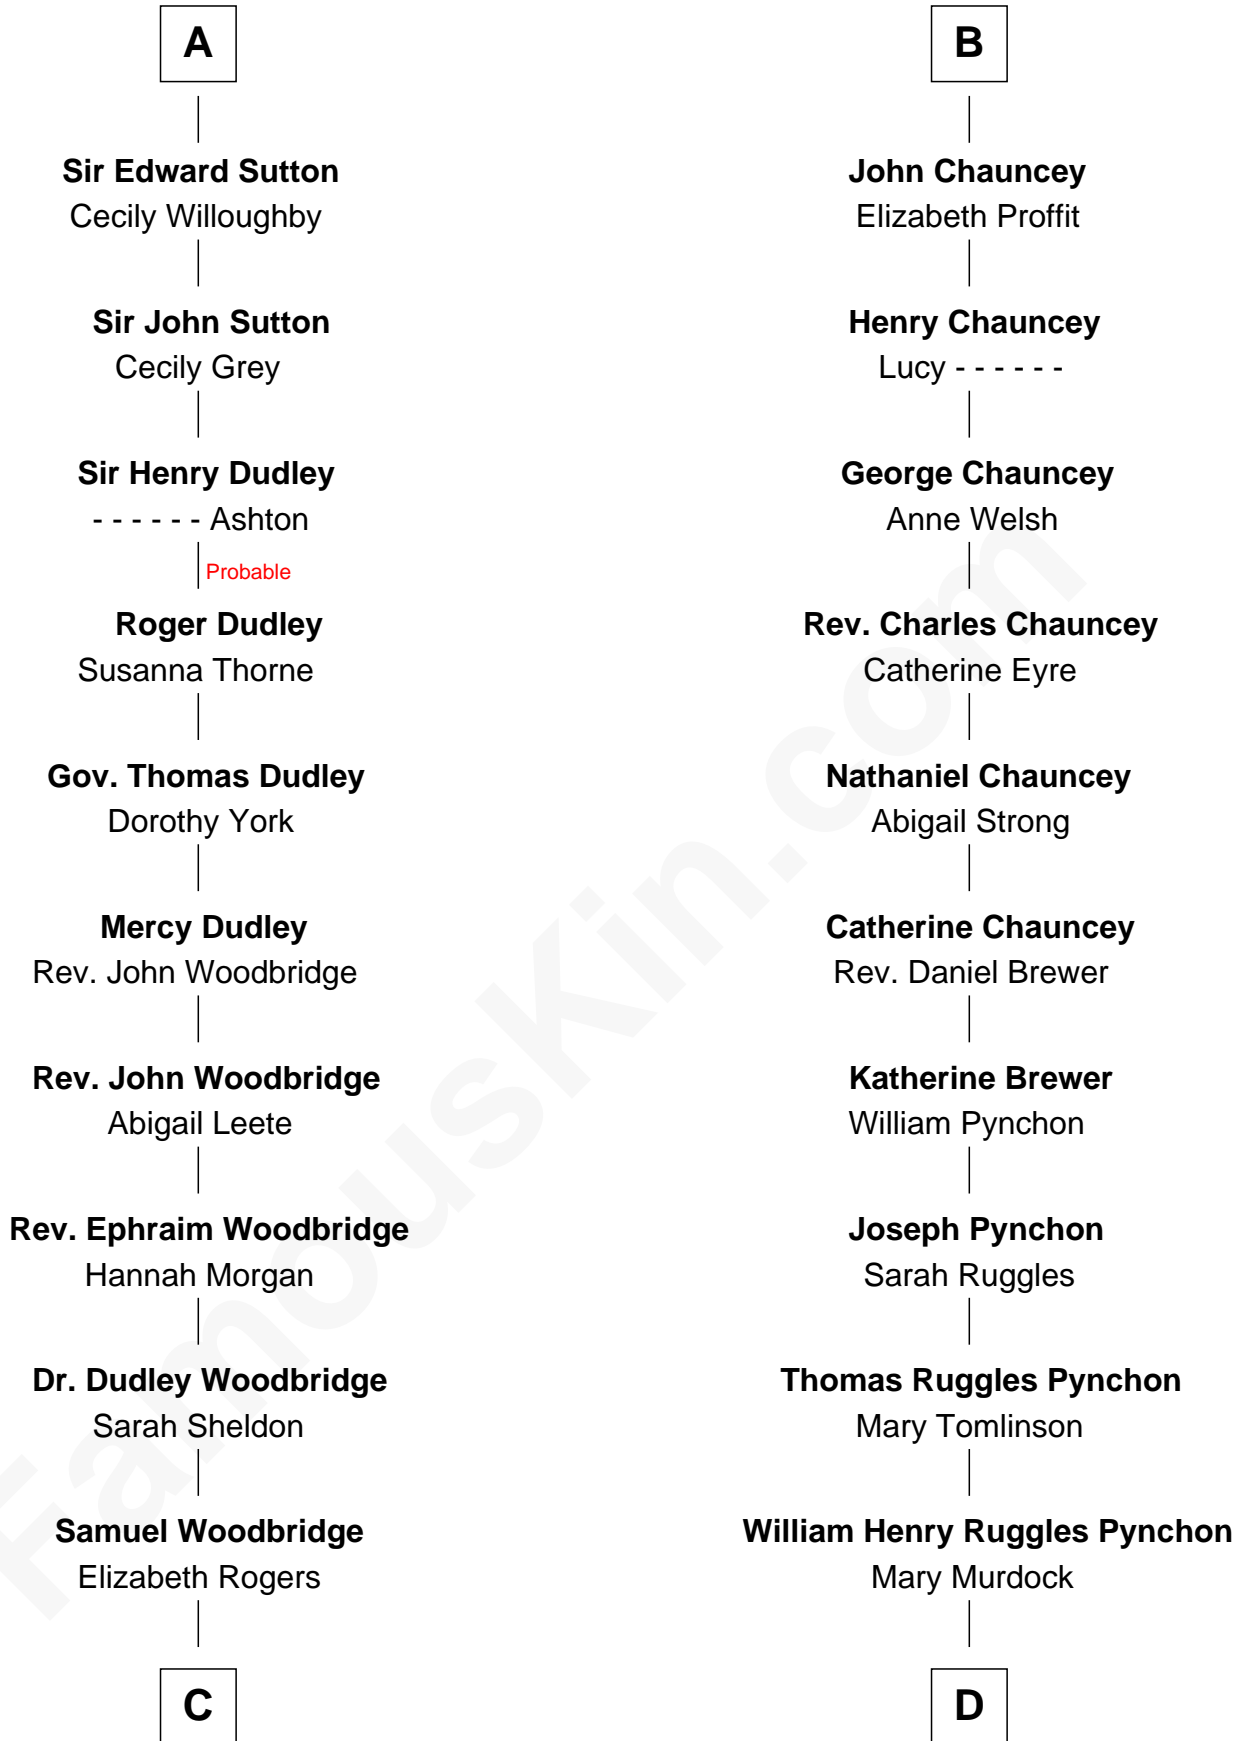 A
Sir Edward Sutton
Cecily Willoughby
Sir John Sutton
Cecily Grey
Sir Henry Dudley
- - - - - - Ashton
Probable
Roger Dudley
Susanna Thorne
Gov. Thomas Dudley
Dorothy York
Mercy Dudley
Rev. John Woodbridge
Rev. John Woodbridge
Abigail Leete
Rev. Ephraim Woodbridge
Hannah Morgan
Dr. Dudley Woodbridge
Sarah Sheldon
Samuel Woodbridge
Elizabeth Rogers
C
B
John Chauncey
Elizabeth Proffit
Henry Chauncey
Lucy - - - - - -
George Chauncey
Anne Welsh
Rev. Charles Chauncey
Catherine Eyre
Nathaniel Chauncey
Abigail Strong
Catherine Chauncey
Rev. Daniel Brewer
Katherine Brewer
William Pynchon
Joseph Pynchon
Sarah Ruggles
Thomas Ruggles Pynchon
Mary Tomlinson
William Henry Ruggles Pynchon
Mary Murdock
D
FamousKin.com